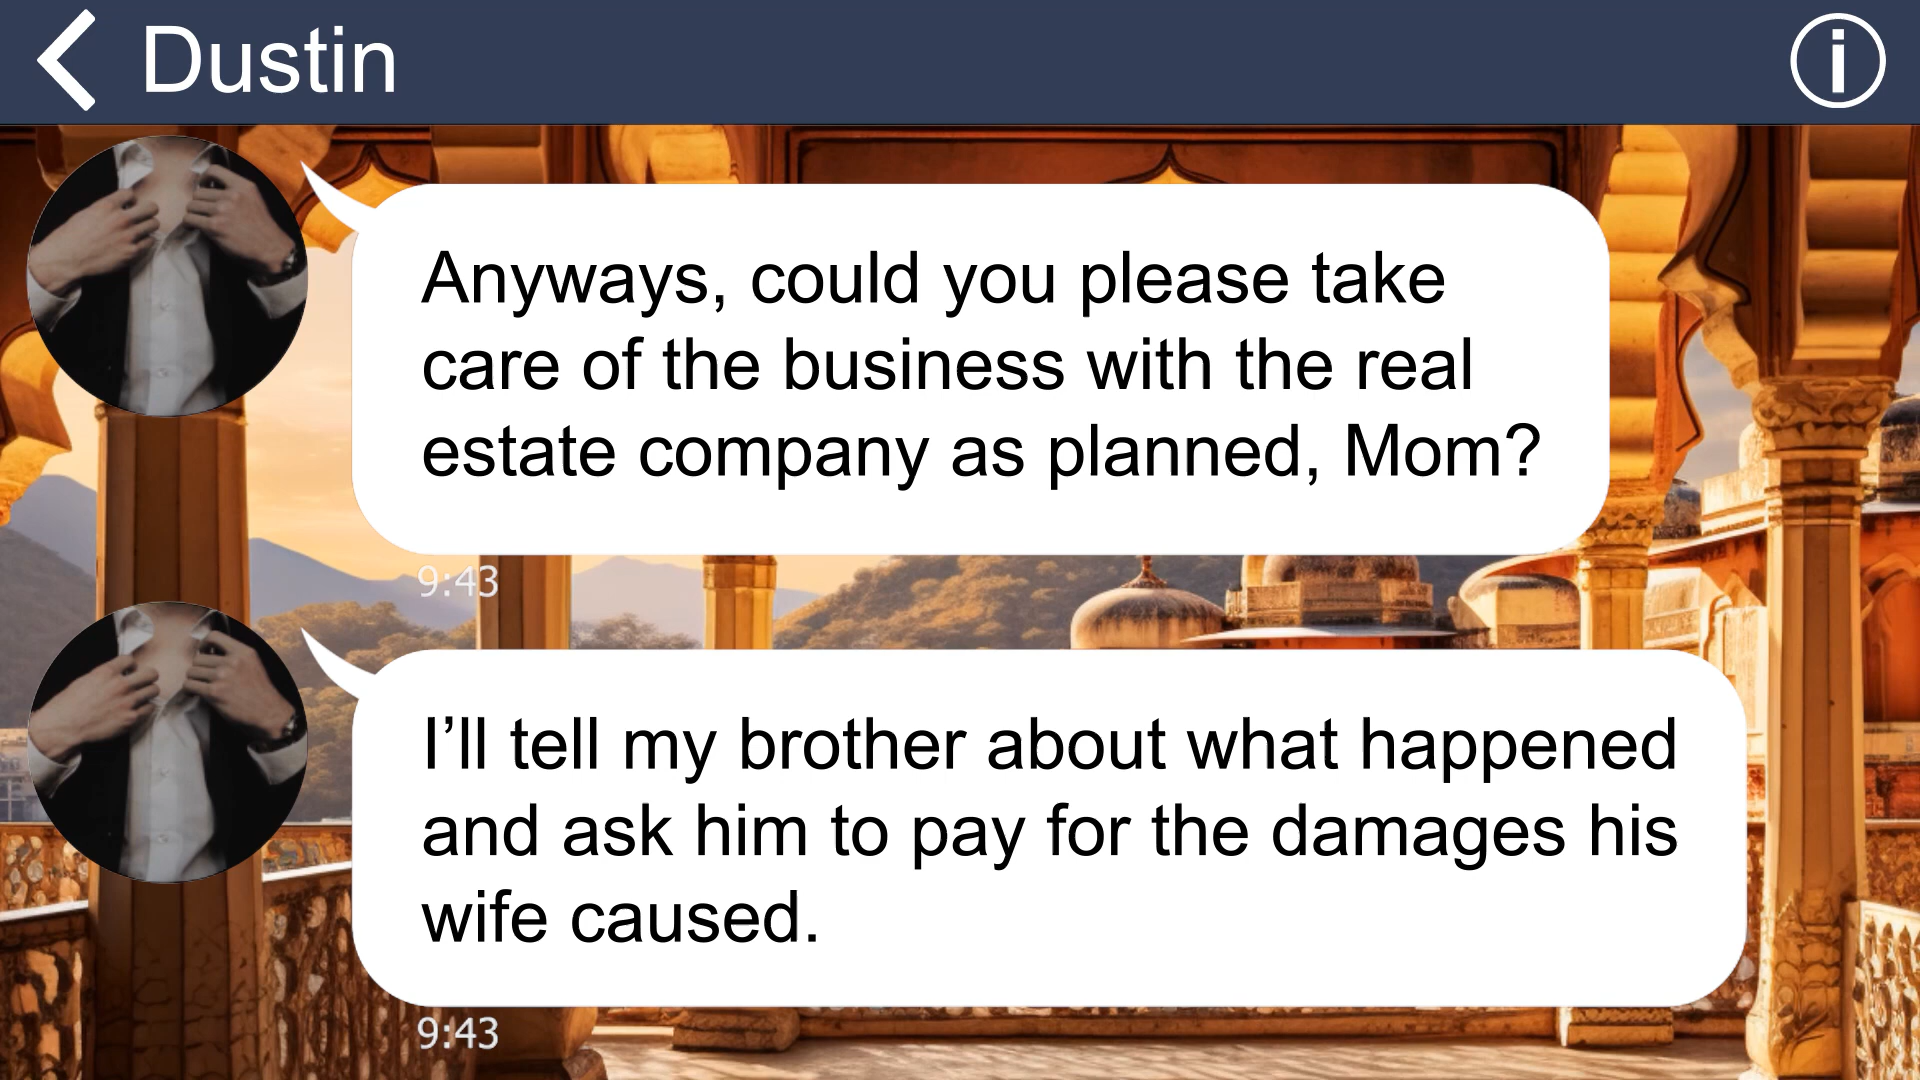 Dustin
Anyways, could you please take
care of the business with the real
estate company as planned, Mom?
9:43
I’ll tell my brother about what happened
and ask him to pay for the damages his
wife caused.
9:43